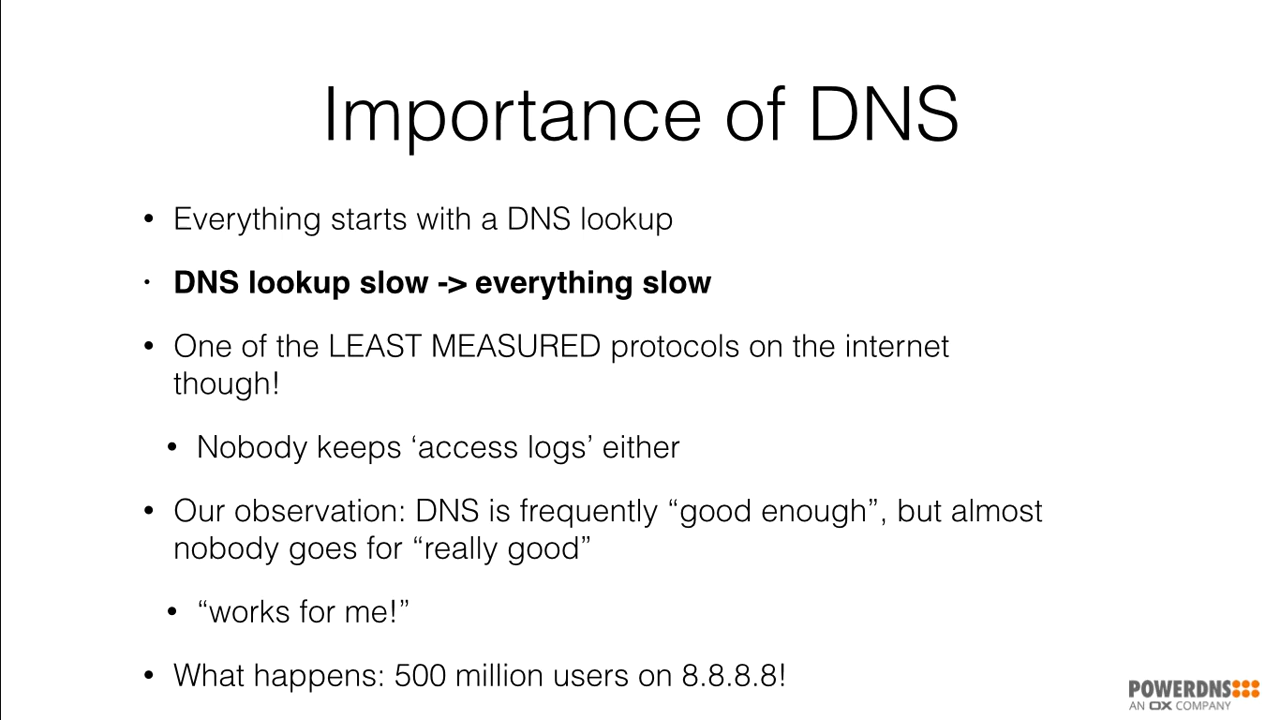 Importance of DNS
• Everything starts with a DNS lookup
• DNS lookup slow -> everything slow
• One of the LEAST MEASURED protocols on the internet
though!
• Nobody keeps ‘access logs’ either
• Our observation: DNS is frequently “good enough”, but almost
nobody goes for “really good”
• “works for me!”
• What happens: 500 million users on 8.8.8.8!
POWERDNS
AN OX COMPANY